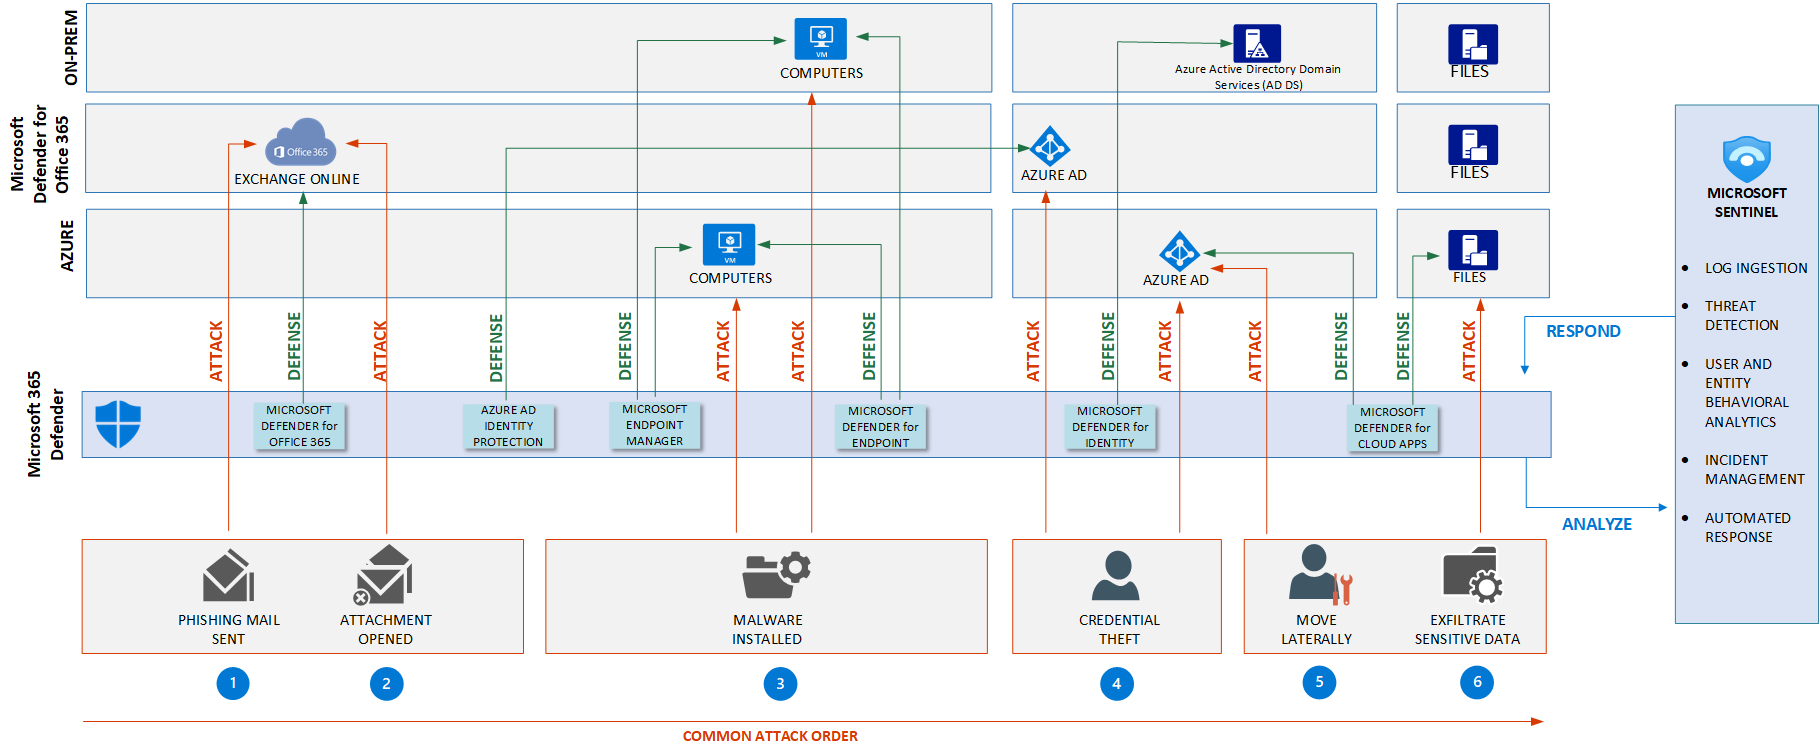 ON-PREM
VM
COMPUTERS
Azure Active Directory Domain
Services (AD DS)
FILES
Microsoft
Defender for
Office 365
Office 365
EXCHANGE ONLINE
AZURE AD
FILES
AZURE
VM
COMPUTERS
AZURE AD
FILES
ATTACK
DEFENSE
ATTACK
DEFENSE
DEFENSE
ATTACK
ATTACK
DEFENSE
ATTACK
DEFENSE
ATTACK
ATTACK
DEFENSE
DEFENSE
ATTACK
Microsoft 365
Defender
MICROSOFT
DEFENDER for
OFFICE 365
AZURE AD
IDENTITY
PROTECTION
MICROSOFT
ENDPOINT
MANAGER
MICROSOFT
DEFENDER for
ENDPOINT
MICROSOFT
DEFENDER for
IDENTITY
MICROSOFT
DEFENDER for
CLOUD APPS
PHISHING MAIL
SENT
ATTACHMENT
OPENED
MALWARE
INSTALLED
CREDENTIAL
THEFT
MOVE
LATERALLY
EXFILTRATE
SENSITIVE DATA
1
2
3
4
5
6
COMMON ATTACK ORDER
RESPOND
ANALYZE
MICROSOFT
SENTINEL
• LOG INGESTION
• THREAT
DETECTION
• USER AND
ENTITY
BEHAVIORAL
ANALYTICS
• INCIDENT
MANAGEMENT
• AUTOMATED
RESPONSE